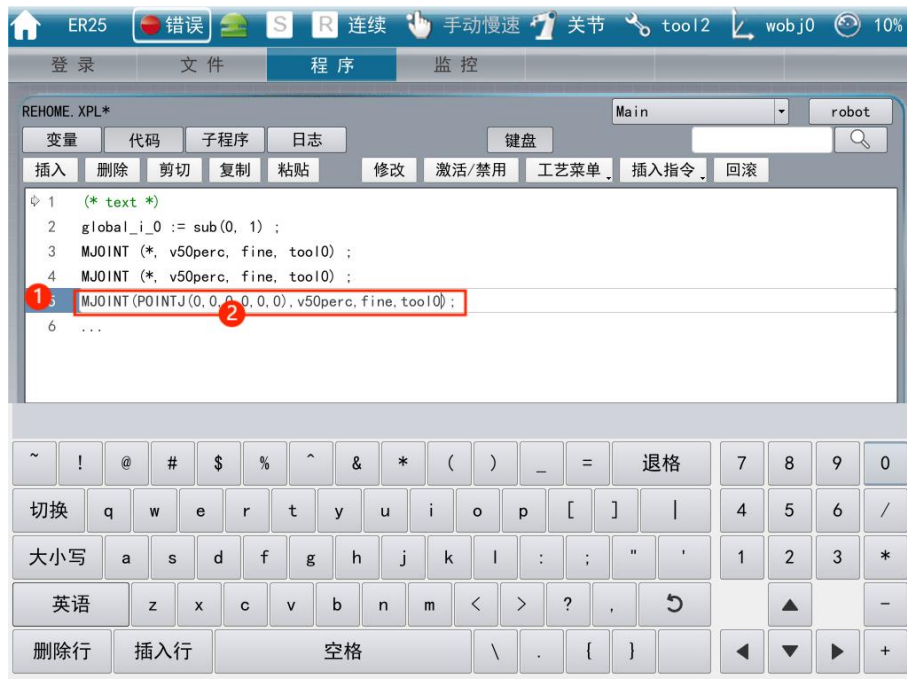 ER25 错误 S R 连续 手动慢速 关节 tool2 wobj0 10%
登录 文件 程序 监控
REHOME.XPL* Main robot
变量 代码 子程序 日志 键盘
插入 删除 剪切 复制 粘贴 修改 激活/禁用 工艺菜单 插入指令 回滚
1 (* text *)
2 global_i_0 := sub(0, 1) ;
3 MJOINT (*, v50perc, fine, tool0) ;
4 MJOINT (*, v50perc, fine, tool0) ;
1 5 MJOINT(POINTJ(0,0,0,0,0,0),v50perc,fine,tool0);
2
6 ...
~ ! @ # $ % ^ & * ( ) _ = 退格 7 8 9 0
切换 q w e r t y u i o p [ ] | 4 5 6 /
大小写 a s d f g h j k l : ; " ' 1 2 3 *
英语 z x c v b n m < > ? , -
删除行 插入行 空格 \ . { } +